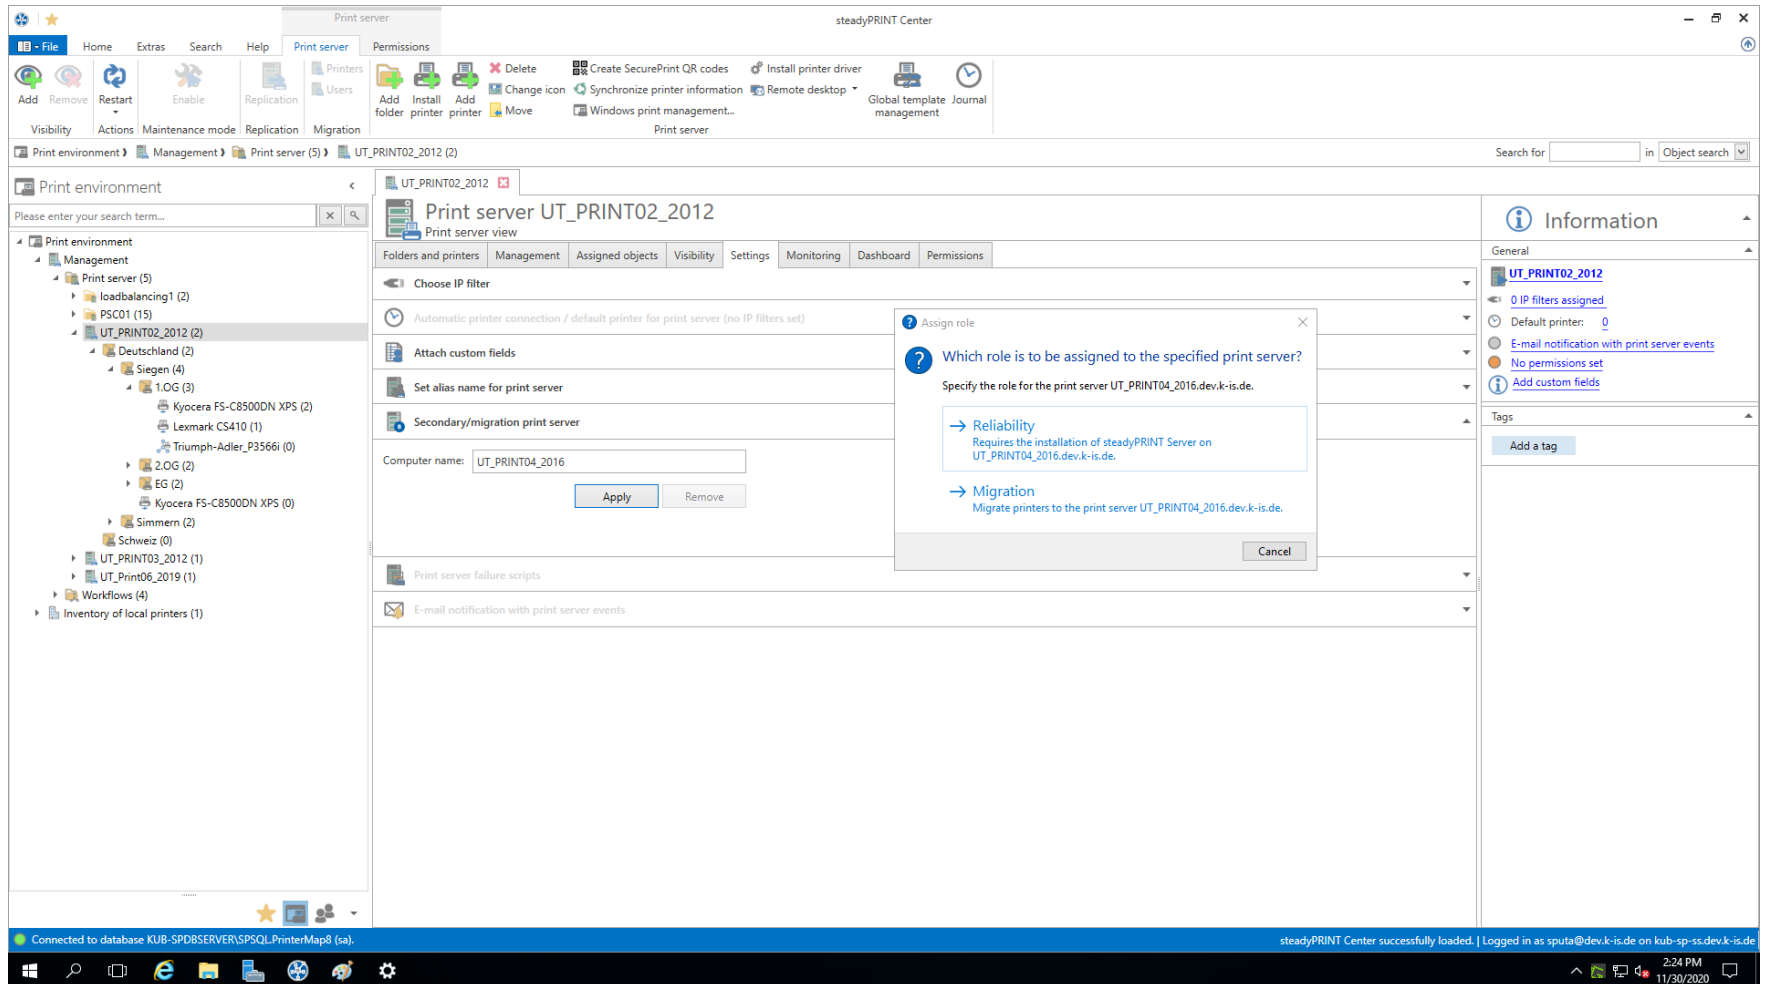 Print server
steadyPRINT Center
File Home Extras Search Help Print server Permissions
Add Remove Restart Enable Replication Printers Users
Visibility Actions Maintenance mode Replication Migration
Add folder Install printer Add printer
Delete
Change icon
Move
Create SecurePrint QR codes
Synchronize printer information
Windows print management...
Install printer driver
Remote desktop
Global template management
Journal
Print server
Print environment Management Print server (5) UT_PRINT02_2012 (2)
Search for in Object search
Print environment
Please enter your search term...
Print environment
Management
Print server (5)
loadbalancing1 (2)
PSC01 (15)
UT_PRINT02_2012 (2)
Deutschland (2)
Siegen (4)
1.OG (3)
Kyocera FS-C8500DN XPS (2)
Lexmark CS410 (1)
Triumph-Adler_P3566i (0)
2.OG (2)
EG (2)
Kyocera FS-C8500DN XPS (0)
Simmern (2)
Schweiz (0)
UT_PRINT03_2012 (1)
UT_Print06_2019 (1)
Workflows (4)
Inventory of local printers (1)
UT_PRINT02_2012
Print server UT_PRINT02_2012
Print server view
Folders and printers Management Assigned objects Visibility Settings Monitoring Dashboard Permissions
Choose IP filter
Automatic printer connection / default printer for print server (no IP filters set)
Attach custom fields
Set alias name for print server
Secondary/migration print server
Computer name: UT_PRINT04_2016
Apply Remove
Print server failure scripts
E-mail notification with print server events
Assign role
Which role is to be assigned to the specified print server?
Specify the role for the print server UT_PRINT04_2016.dev.k-is.de.
Reliability
Requires the installation of steadyPRINT Server on
UT_PRINT04_2016.dev.k-is.de.
Migration
Migrate printers to the print server UT_PRINT04_2016.dev.k-is.de.
Cancel
Information
General
UT_PRINT02_2012
0 IP filters assigned
Default printer: 0
E-mail notification with print server events
No permissions set
Add custom fields
Tags
Add a tag
Connected to database KUB-SPDBSERVER\SPSQL.PrinterMap8 (sa).
steadyPRINT Center successfully loaded. | Logged in as sputa@dev.k-is.de on kub-sp-ss.dev.k-is.de
2:24 PM
11/30/2020